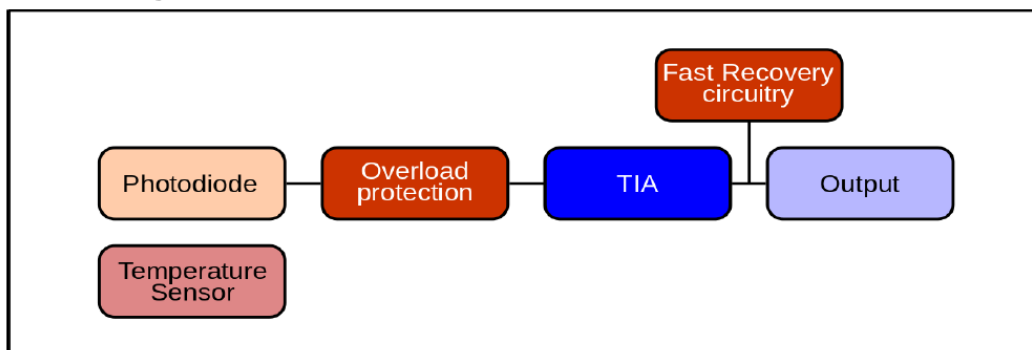 Fast Recovery
circuitry
Photodiode
Overload
protection
TIA
Output
Temperature
Sensor